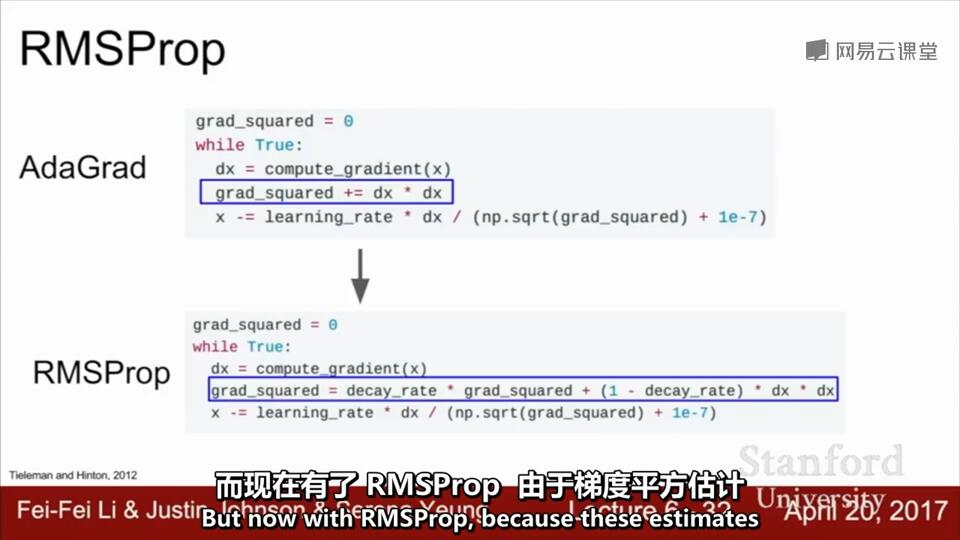 RMSProp
网易云课堂
AdaGrad
grad_squared = 0
while True:
dx = compute_gradient(x)
grad_squared += dx * dx
x -= learning_rate * dx / (np.sqrt(grad_squared) + 1e-7)
RMSProp
grad_squared = 0
while True:
dx = compute_gradient(x)
grad_squared = decay_rate * grad_squared + (1 - decay_rate) * dx * dx
x -= learning_rate * dx / (np.sqrt(grad_squared) + 1e-7)
Tieleman and Hinton, 2012
Stanford
University
Fei-Fei Li & Justin Johnson & Serena Yeung
Lecture 6 - 32
April 20, 2017
而现在有了 RMSProp 由于梯度平方估计
But now with RMSProp, because these estimates